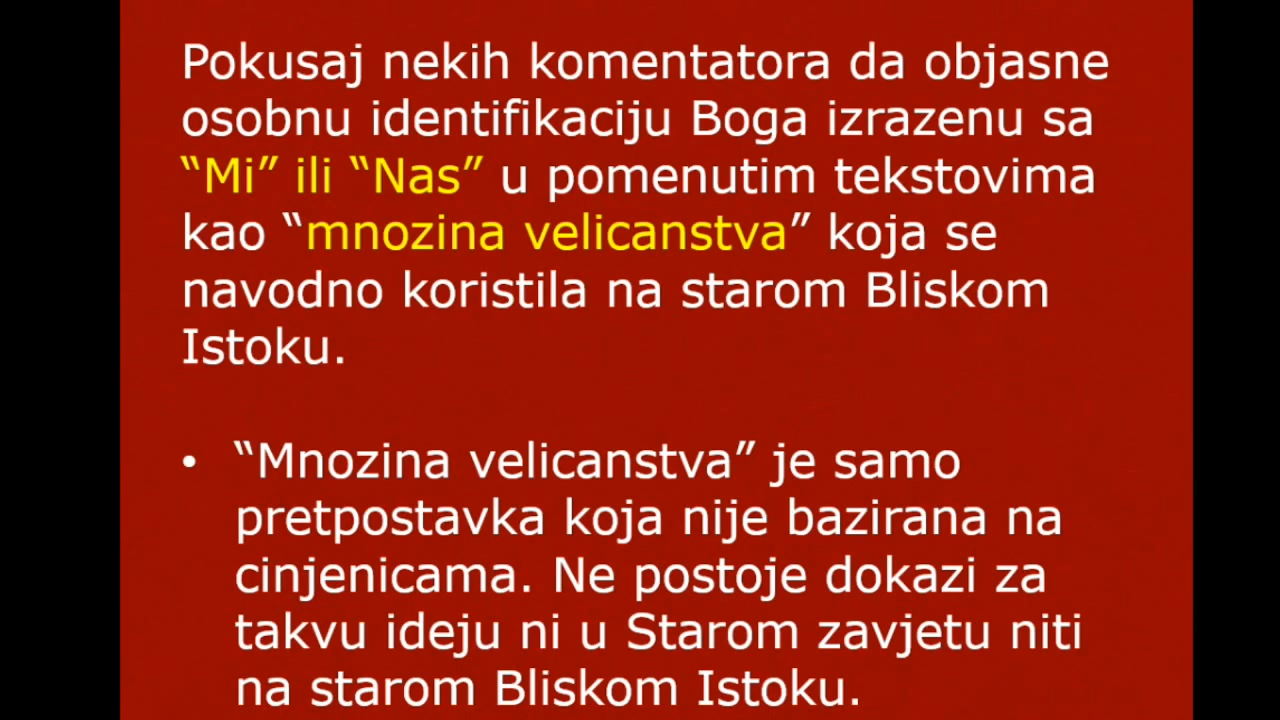 Pokusaj nekih komentatora da objasne
osobnu identifikaciju Boga izrazenu sa
“Mi” ili “Nas” u pomenutim tekstovima
kao “mnozina velicanstva” koja se
navodno koristila na starom Bliskom
Istoku.
• “Mnozina velicanstva” je samo
pretpostavka koja nije bazirana na
cinjenicama. Ne postoje dokazi za
takvu ideju ni u Starom zavjetu niti
na starom Bliskom Istoku.